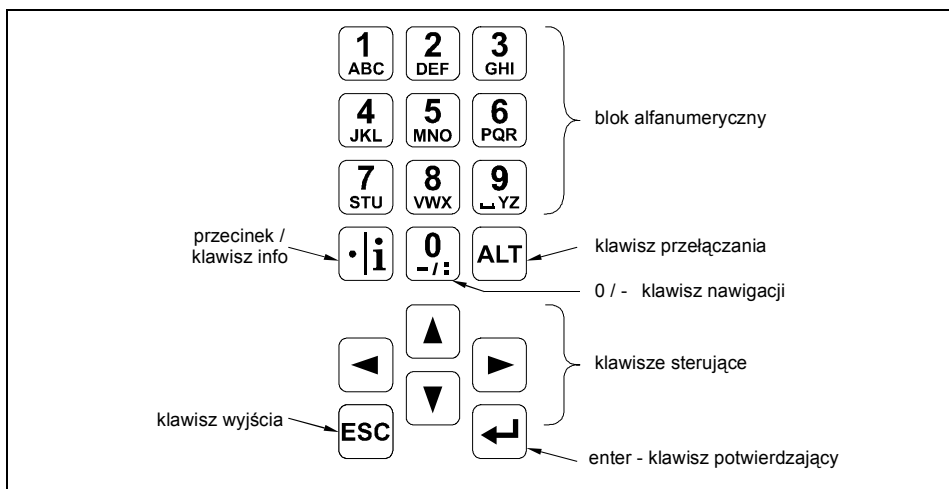 1 2 3
ABC DEF GHI
4 5 6
JKL MNO PQR
blok alfanumeryczny
7 8 9
STU VWX ⎵YZ
przecinek /
klawisz info
·|i 0 ALT
-/:
klawisz przełączania
0 / - klawisz nawigacji
klawisze sterujące
klawisz wyjścia
ESC
enter - klawisz potwierdzający